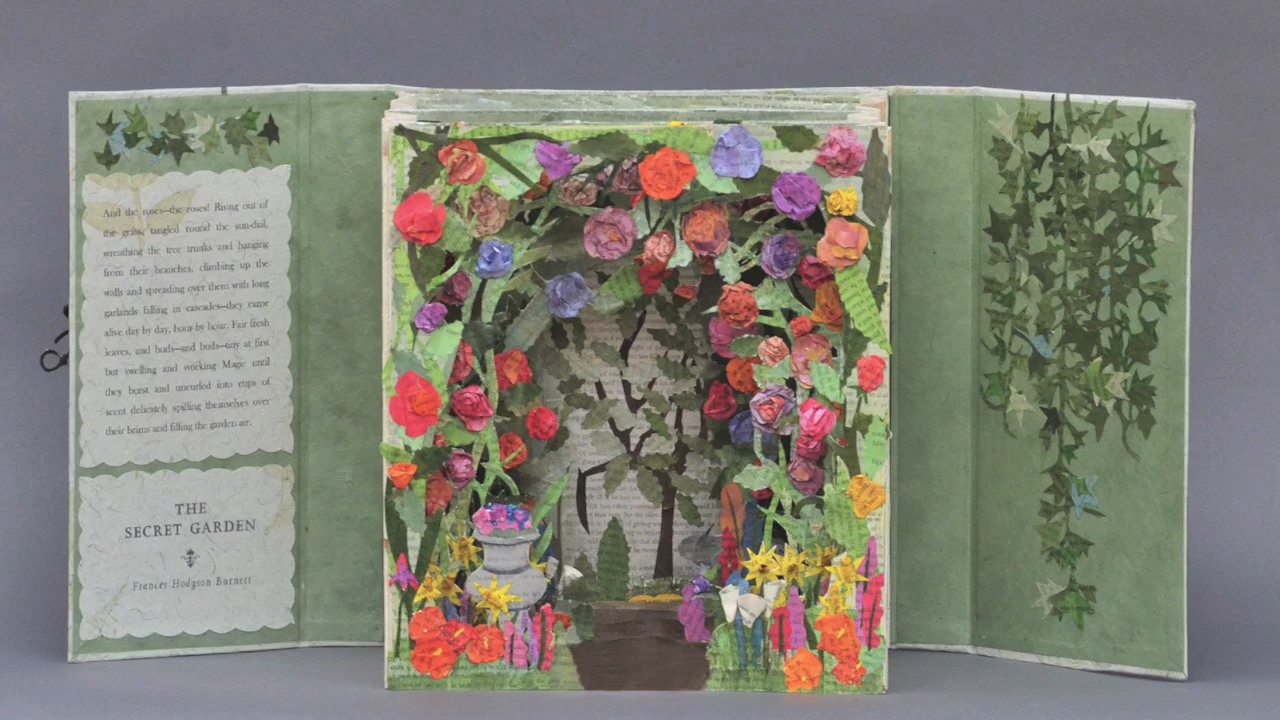 And the roses—the roses! Rising out of
the grass, tangled round the sun-dial,
wreathing the tree trunks and hanging
from their branches, climbing up the
walls and spreading over them with long
garlands falling in cascades—they came
alive day by day, hour by hour. Fair fresh
leaves, and buds—and buds—tiny at first
but swelling and working Magic until
they burst and uncurled into cups of
scent delicately spilling themselves over
their brims and filling the garden air.
THE
SECRET GARDEN
Frances Hodgson Burnett